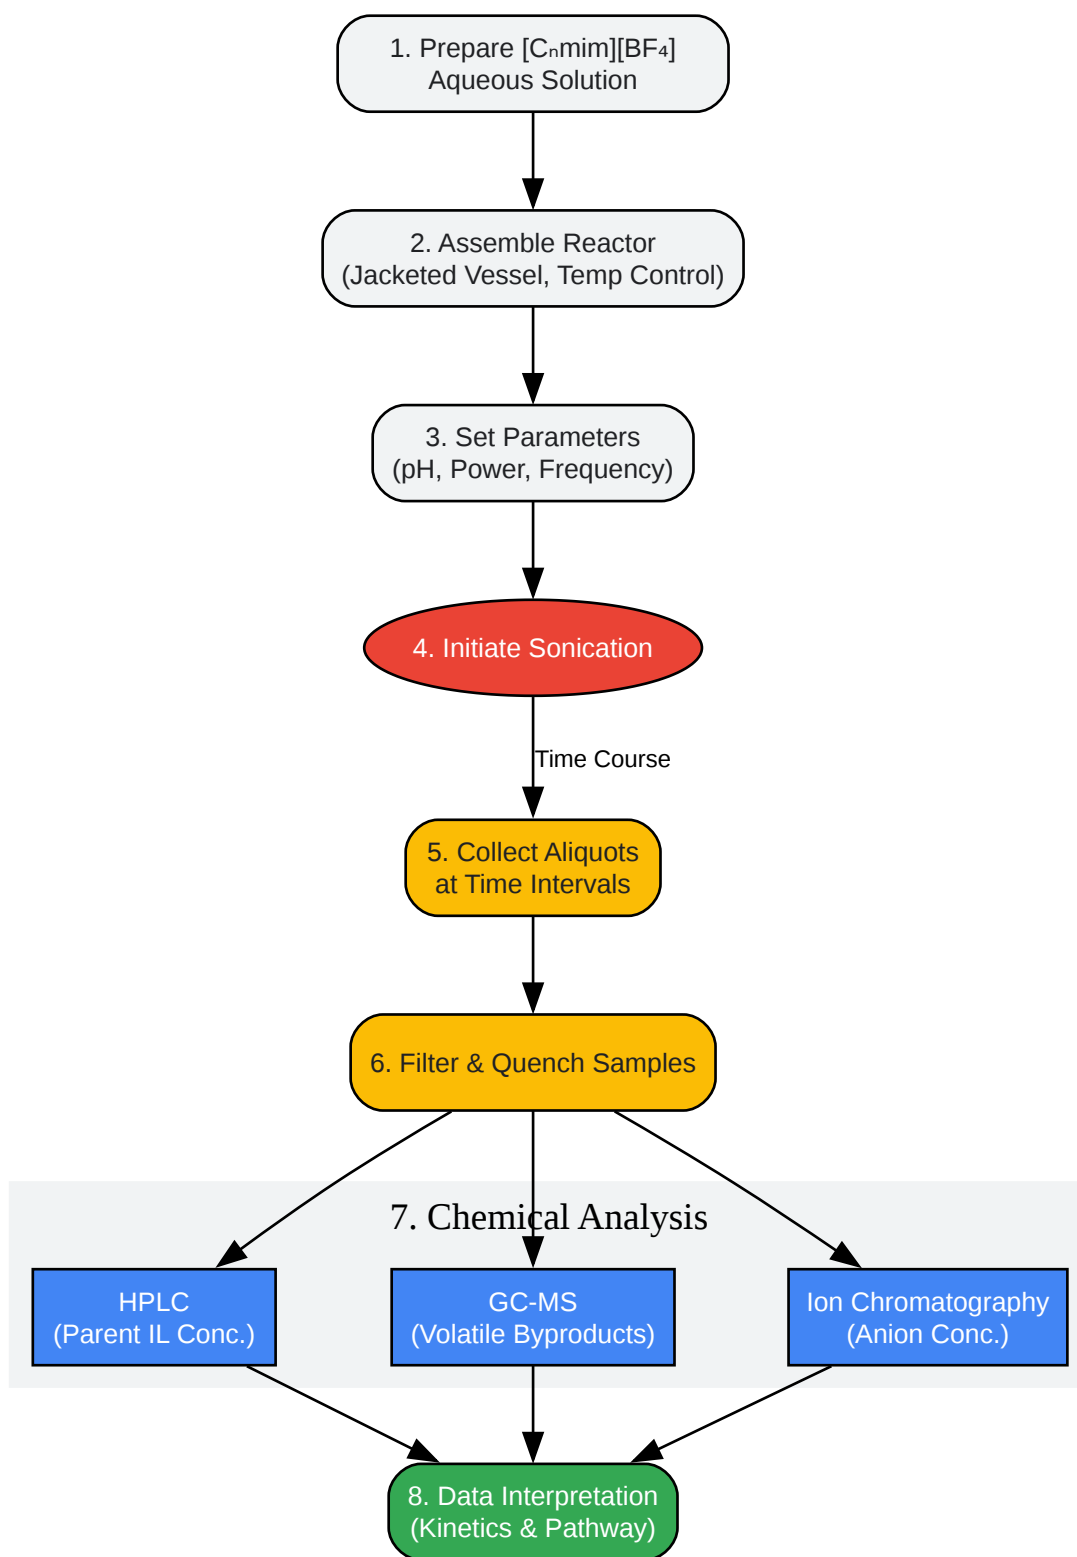 1. Prepare [Cₙmim][BF₄]
Aqueous Solution
2. Assemble Reactor
(Jacketed Vessel, Temp Control)
3. Set Parameters
(pH, Power, Frequency)
4. Initiate Sonication
Time Course
5. Collect Aliquots
at Time Intervals
6. Filter & Quench Samples
7. Chemical Analysis
HPLC
(Parent IL Conc.)
GC-MS
(Volatile Byproducts)
Ion Chromatography
(Anion Conc.)
8. Data Interpretation
(Kinetics & Pathway)